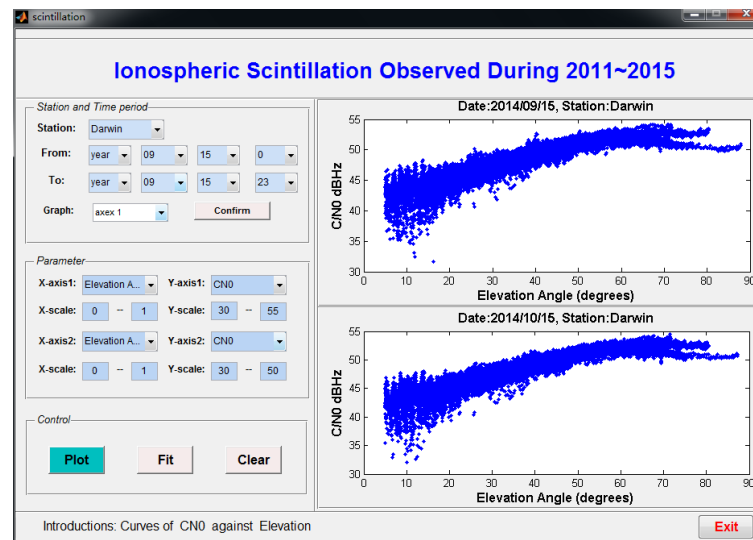 scintillation
Ionospheric Scintillation Observed During 2011~2015
Station and Time period
Station: Darwin
From: year 09 15 0
To: year 09 15 23
Graph: axex 1 Confirm
Parameter
X-axis1: Elevation A... Y-axis1: CN0
X-scale: 0 -- 1 Y-scale: 30 -- 55
X-axis2: Elevation A... Y-axis2: CN0
X-scale: 0 -- 1 Y-scale: 30 -- 50
Control
Plot Fit Clear
Date:2014/09/15, Station:Darwin
C/N0 dBHz
55
50
45
40
35
30
0 10 20 30 40 50 60 70 80 90
Elevation Angle (degrees)
Date:2014/10/15, Station:Darwin
C/N0 dBHz
55
50
45
40
35
30
0 10 20 30 40 50 60 70 80 90
Elevation Angle (degrees)
Introductions: Curves of CN0 against Elevation
Exit